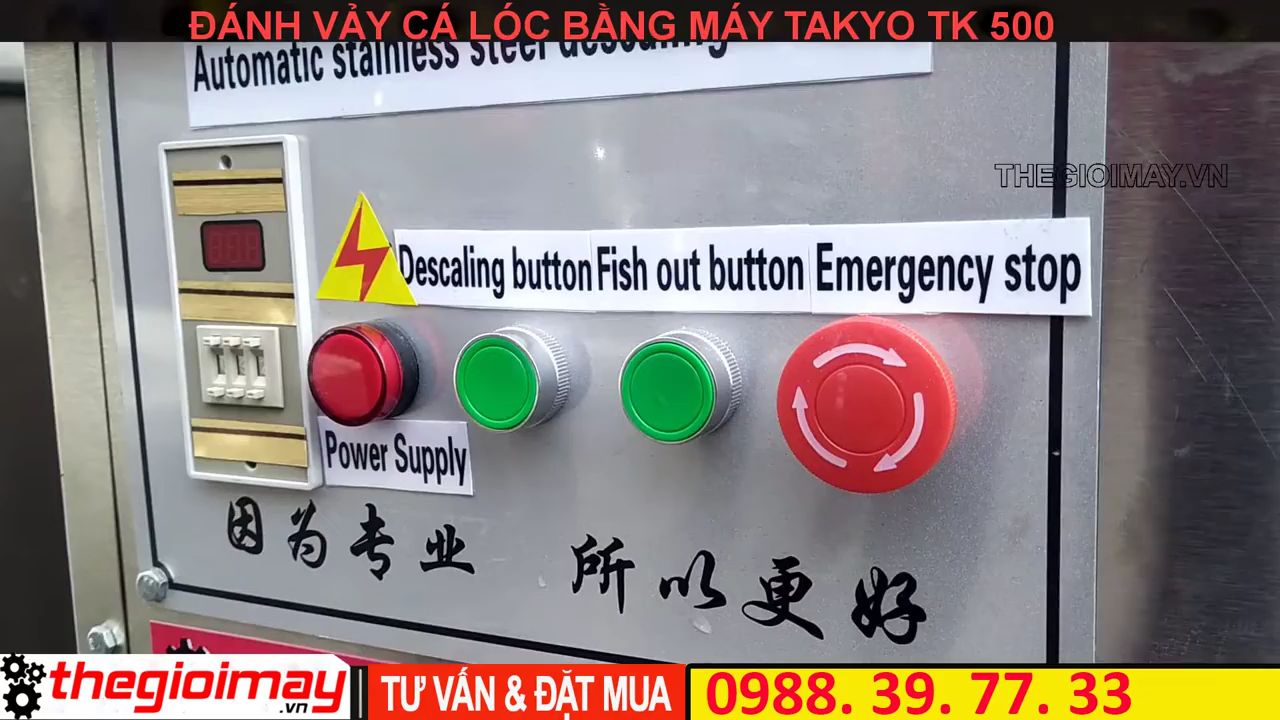 ĐÁNH VẢY CÁ LÓC BẰNG MÁY TAKYO TK 500
Automatic stainless steel descaling
THEGIOIMAY.VN
Descaling button Fish out button Emergency stop
Power Supply
因为专业 所以更好
thegioimay.vn
TƯ VẤN & ĐẶT MUA
0988. 39. 77. 33